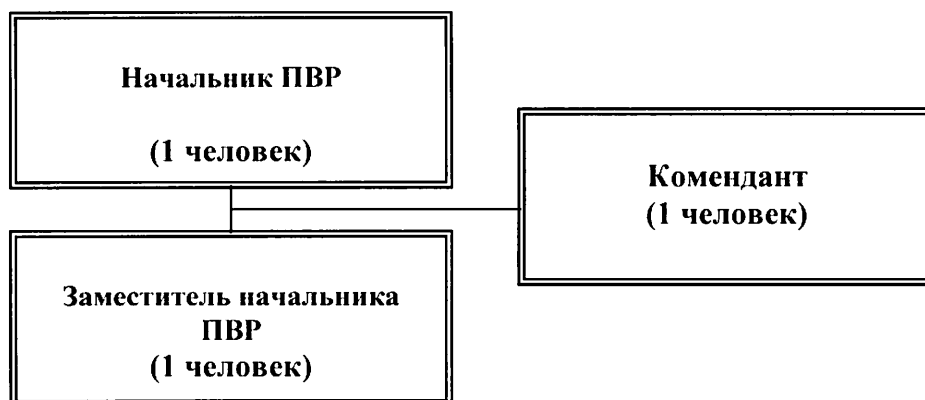 Начальник ПВР
(1 человек)
Комендант
(1 человек)
Заместитель начальника
ПВР
(1 человек)